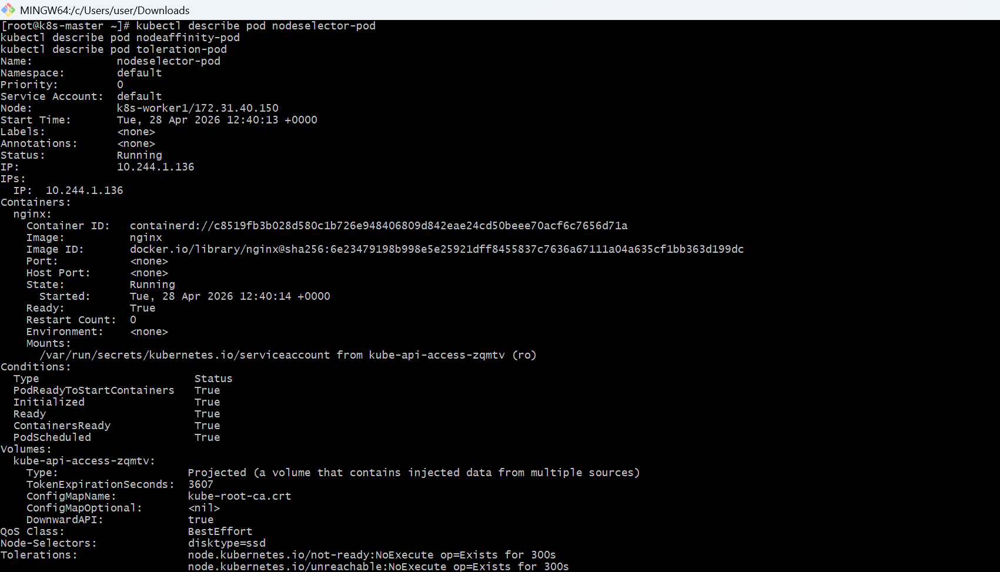 MINGW64:/c/Users/user/Downloads
[root@k8s-master ~]# kubectl describe pod nodeselector-pod
kubectl describe pod nodeaffinity-pod
kubectl describe pod toleration-pod
Name:             nodeselector-pod
Namespace:        default
Priority:         0
Service Account:  default
Node:             k8s-worker1/172.31.40.150
Start Time:       Tue, 28 Apr 2026 12:40:13 +0000
Labels:           <none>
Annotations:      <none>
Status:           Running
IP:               10.244.1.136
IPs:
  IP:  10.244.1.136
Containers:
  nginx:
    Container ID:   containerd://c8519fb3b028d580c1b726e948406809d842eae24cd50beee70acf6c7656d71a
    Image:          nginx
    Image ID:       docker.io/library/nginx@sha256:6e23479198b998e5e25921dff8455837c7636a67111a04a635cf1bb363d199dc
    Port:           <none>
    Host Port:      <none>
    State:          Running
      Started:      Tue, 28 Apr 2026 12:40:14 +0000
    Ready:          True
    Restart Count:  0
    Environment:    <none>
    Mounts:
      /var/run/secrets/kubernetes.io/serviceaccount from kube-api-access-zqmtv (ro)
Conditions:
  Type                        Status
  PodReadyToStartContainers   True
  Initialized                 True
  Ready                       True
  ContainersReady             True
  PodScheduled                True
Volumes:
  kube-api-access-zqmtv:
    Type:                    Projected (a volume that contains injected data from multiple sources)
    TokenExpirationSeconds:  3607
    ConfigMapName:           kube-root-ca.crt
    ConfigMapOptional:       <nil>
    DownwardAPI:             true
QoS Class:                   BestEffort
Node-Selectors:              disktype=ssd
Tolerations:                 node.kubernetes.io/not-ready:NoExecute op=Exists for 300s
                             node.kubernetes.io/unreachable:NoExecute op=Exists for 300s